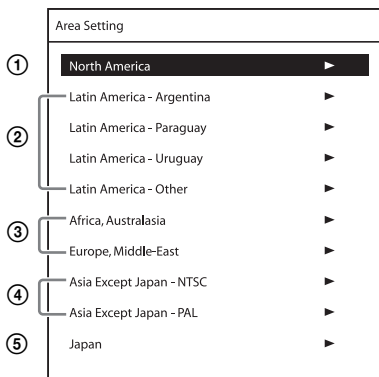 Area Setting
① North America
Latin America - Argentina
② Latin America - Paraguay
Latin America - Uruguay
Latin America - Other
③ Africa, Australasia
Europe, Middle-East
④ Asia Except Japan - NTSC
Asia Except Japan - PAL
⑤ Japan